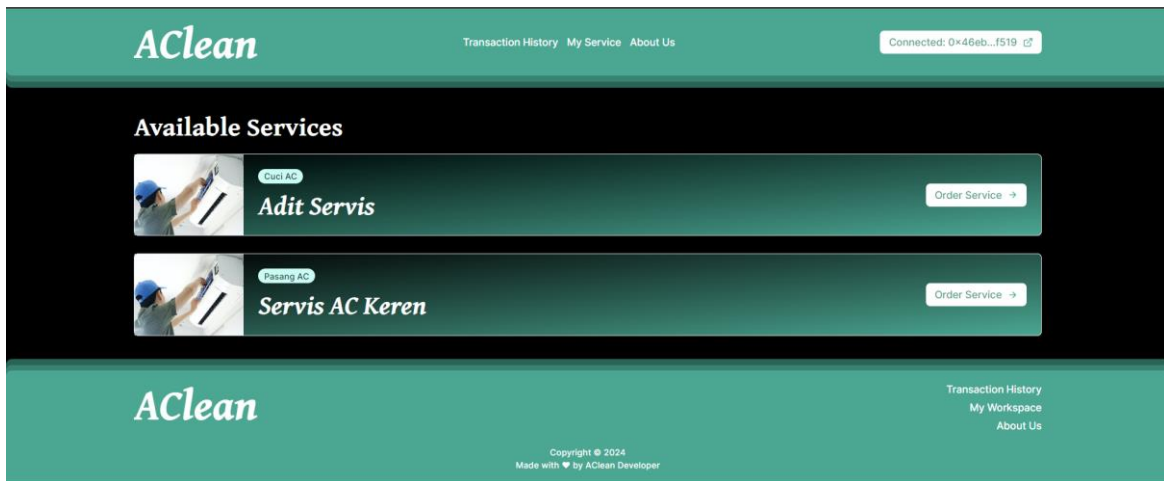 AClean
Transaction History My Service About Us
Connected: 0×46eb...f519
Available Services
Cuci AC
Adit Servis
Order Service →
Pasang AC
Servis AC Keren
Order Service →
AClean
Transaction History
My Workspace
About Us
Copyright © 2024
Made with ♥ by AClean Developer